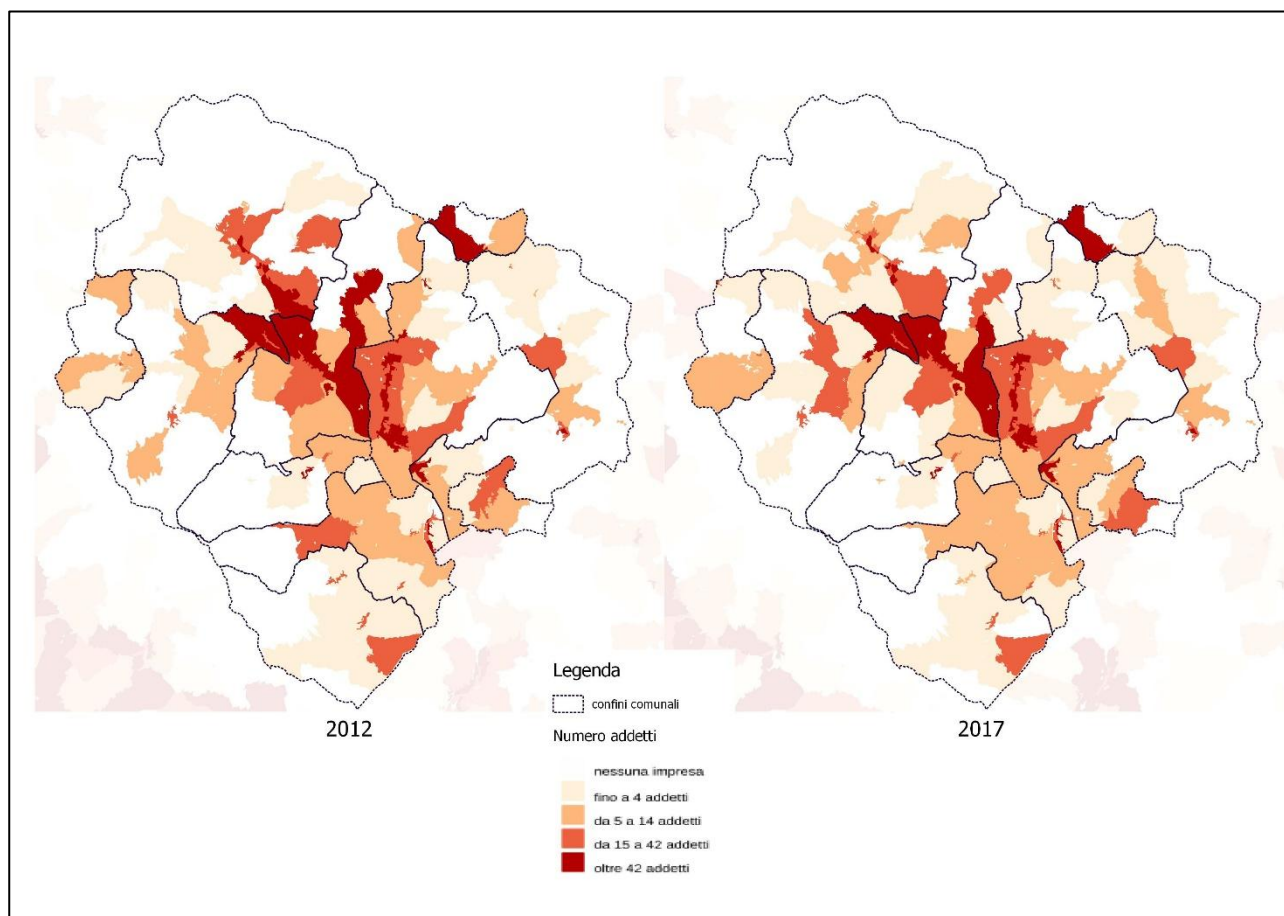 2012
2017
Legenda
confini comunali
Numero addetti
nessuna impresa
fino a 4 addetti
da 5 a 14 addetti
da 15 a 42 addetti
oltre 42 addetti